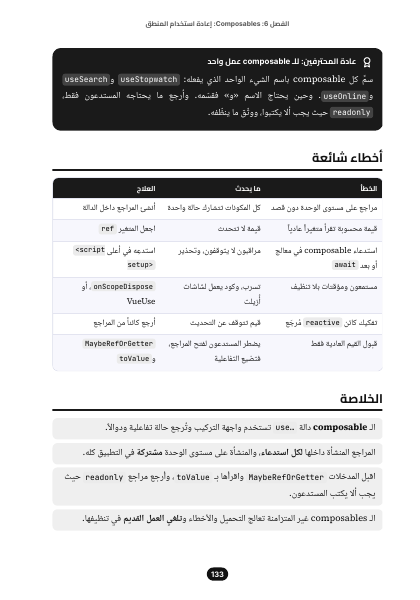 الفصل 6: Composables: إعادة استخدام المنطق
عادة المحترفين: للـ composable عمل واحد
سمِّ كل composable باسم الشيء الواحد الذي يفعله: useStopwatch و useSearch
و useOnline. وحين يحتاج الاسم «و» فقسّمه. وأرجع ما يحتاجه المستدعون فقط،
readonly حيث يجب ألا يكتبوا، ووثّق ما ينظّفه.
أخطاء شائعة
الخطأ ما يحدث العلاج
مراجع على مستوى الوحدة دون قصد كل المكونات تتشارك حالة واحدة أنشئ المراجع داخل الدالة
قيمة محسوبة تقرأ متغيراً عادياً قيمة لا تتحدث اجعل المتغير ref
استدعاء composable في معالج مراقبون لا يتوقفون، وتحذير استدعه في أعلى <script
أو بعد await setup>
مستمعون ومؤقتات بلا تنظيف تسرب، وكود يعمل لشاشات onScopeDispose، أو
أُزيلت VueUse
تفكيك كائن reactive مُرجَع قيم تتوقف عن التحديث أرجع كائناً من المراجع
قبول القيم العادية فقط يضطر المستدعون لفتح المراجع، MaybeRefOrGetter
فتضيع التفاعلية و toValue
الخلاصة
الـ composable دالة use.. تستخدم واجهة التركيب وتُرجع حالة تفاعلية ودوالاً.
المراجع المنشأة داخلها لكل استدعاء، والمنشأة على مستوى الوحدة مشتركة في التطبيق كله.
اقبل المدخلات MaybeRefOrGetter واقرأها بـ toValue، وأرجع مراجع readonly حيث
يجب ألا يكتب المستدعون.
الـ composables غير المتزامنة تعالج التحميل والأخطاء وتلغي العمل القديم في تنظيفها.
133